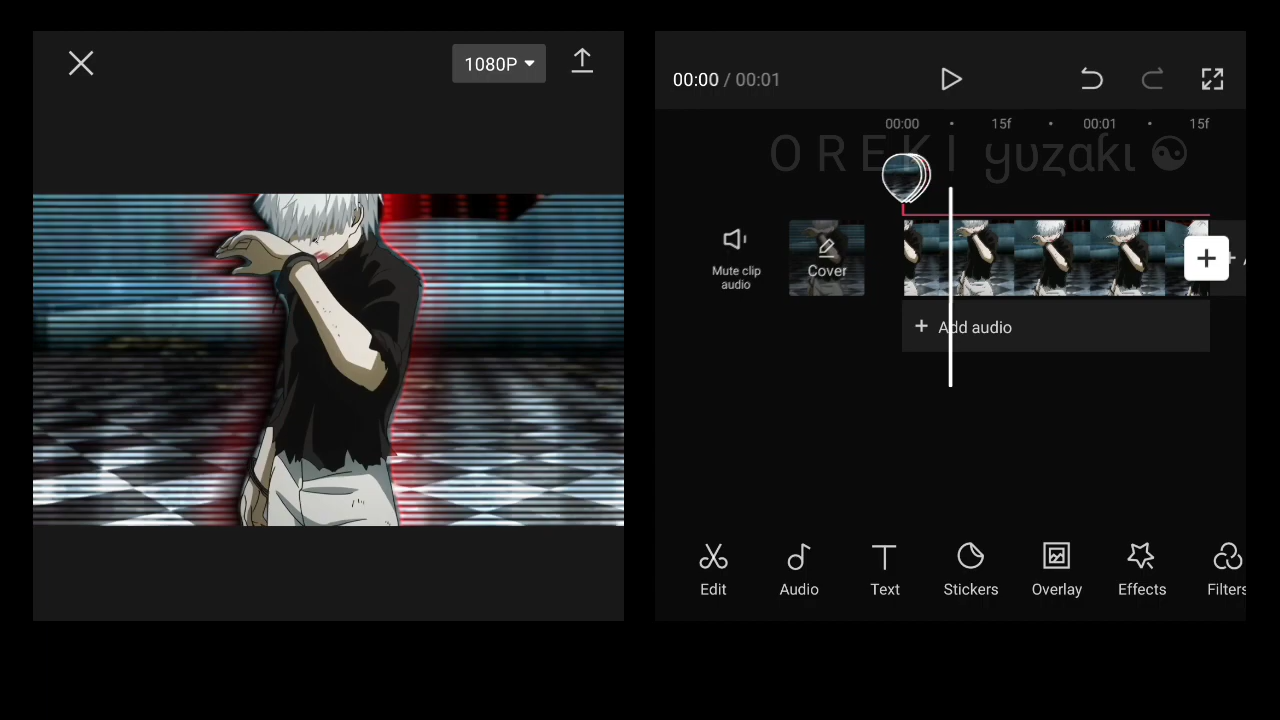 1080P
00:00 / 00:01
00:00 15f 00:01 15f
OREKI yuzaki
Mute clip
audio
Cover
Add audio
Edit Audio Text Stickers Overlay Effects Filters